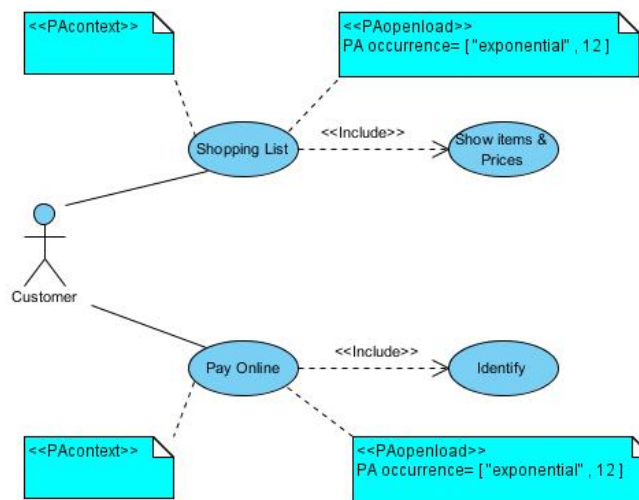 <<PAcontext>>
<<PAopenload>>
PA occurrence= ["exponential" , 12 ]
Shopping List
<<Include>>
Show items &
Prices
Customer
Pay Online
<<Include>>
Identify
<<PAcontext>>
<<PAopenload>>
PA occurrence= ["exponential" , 12 ]